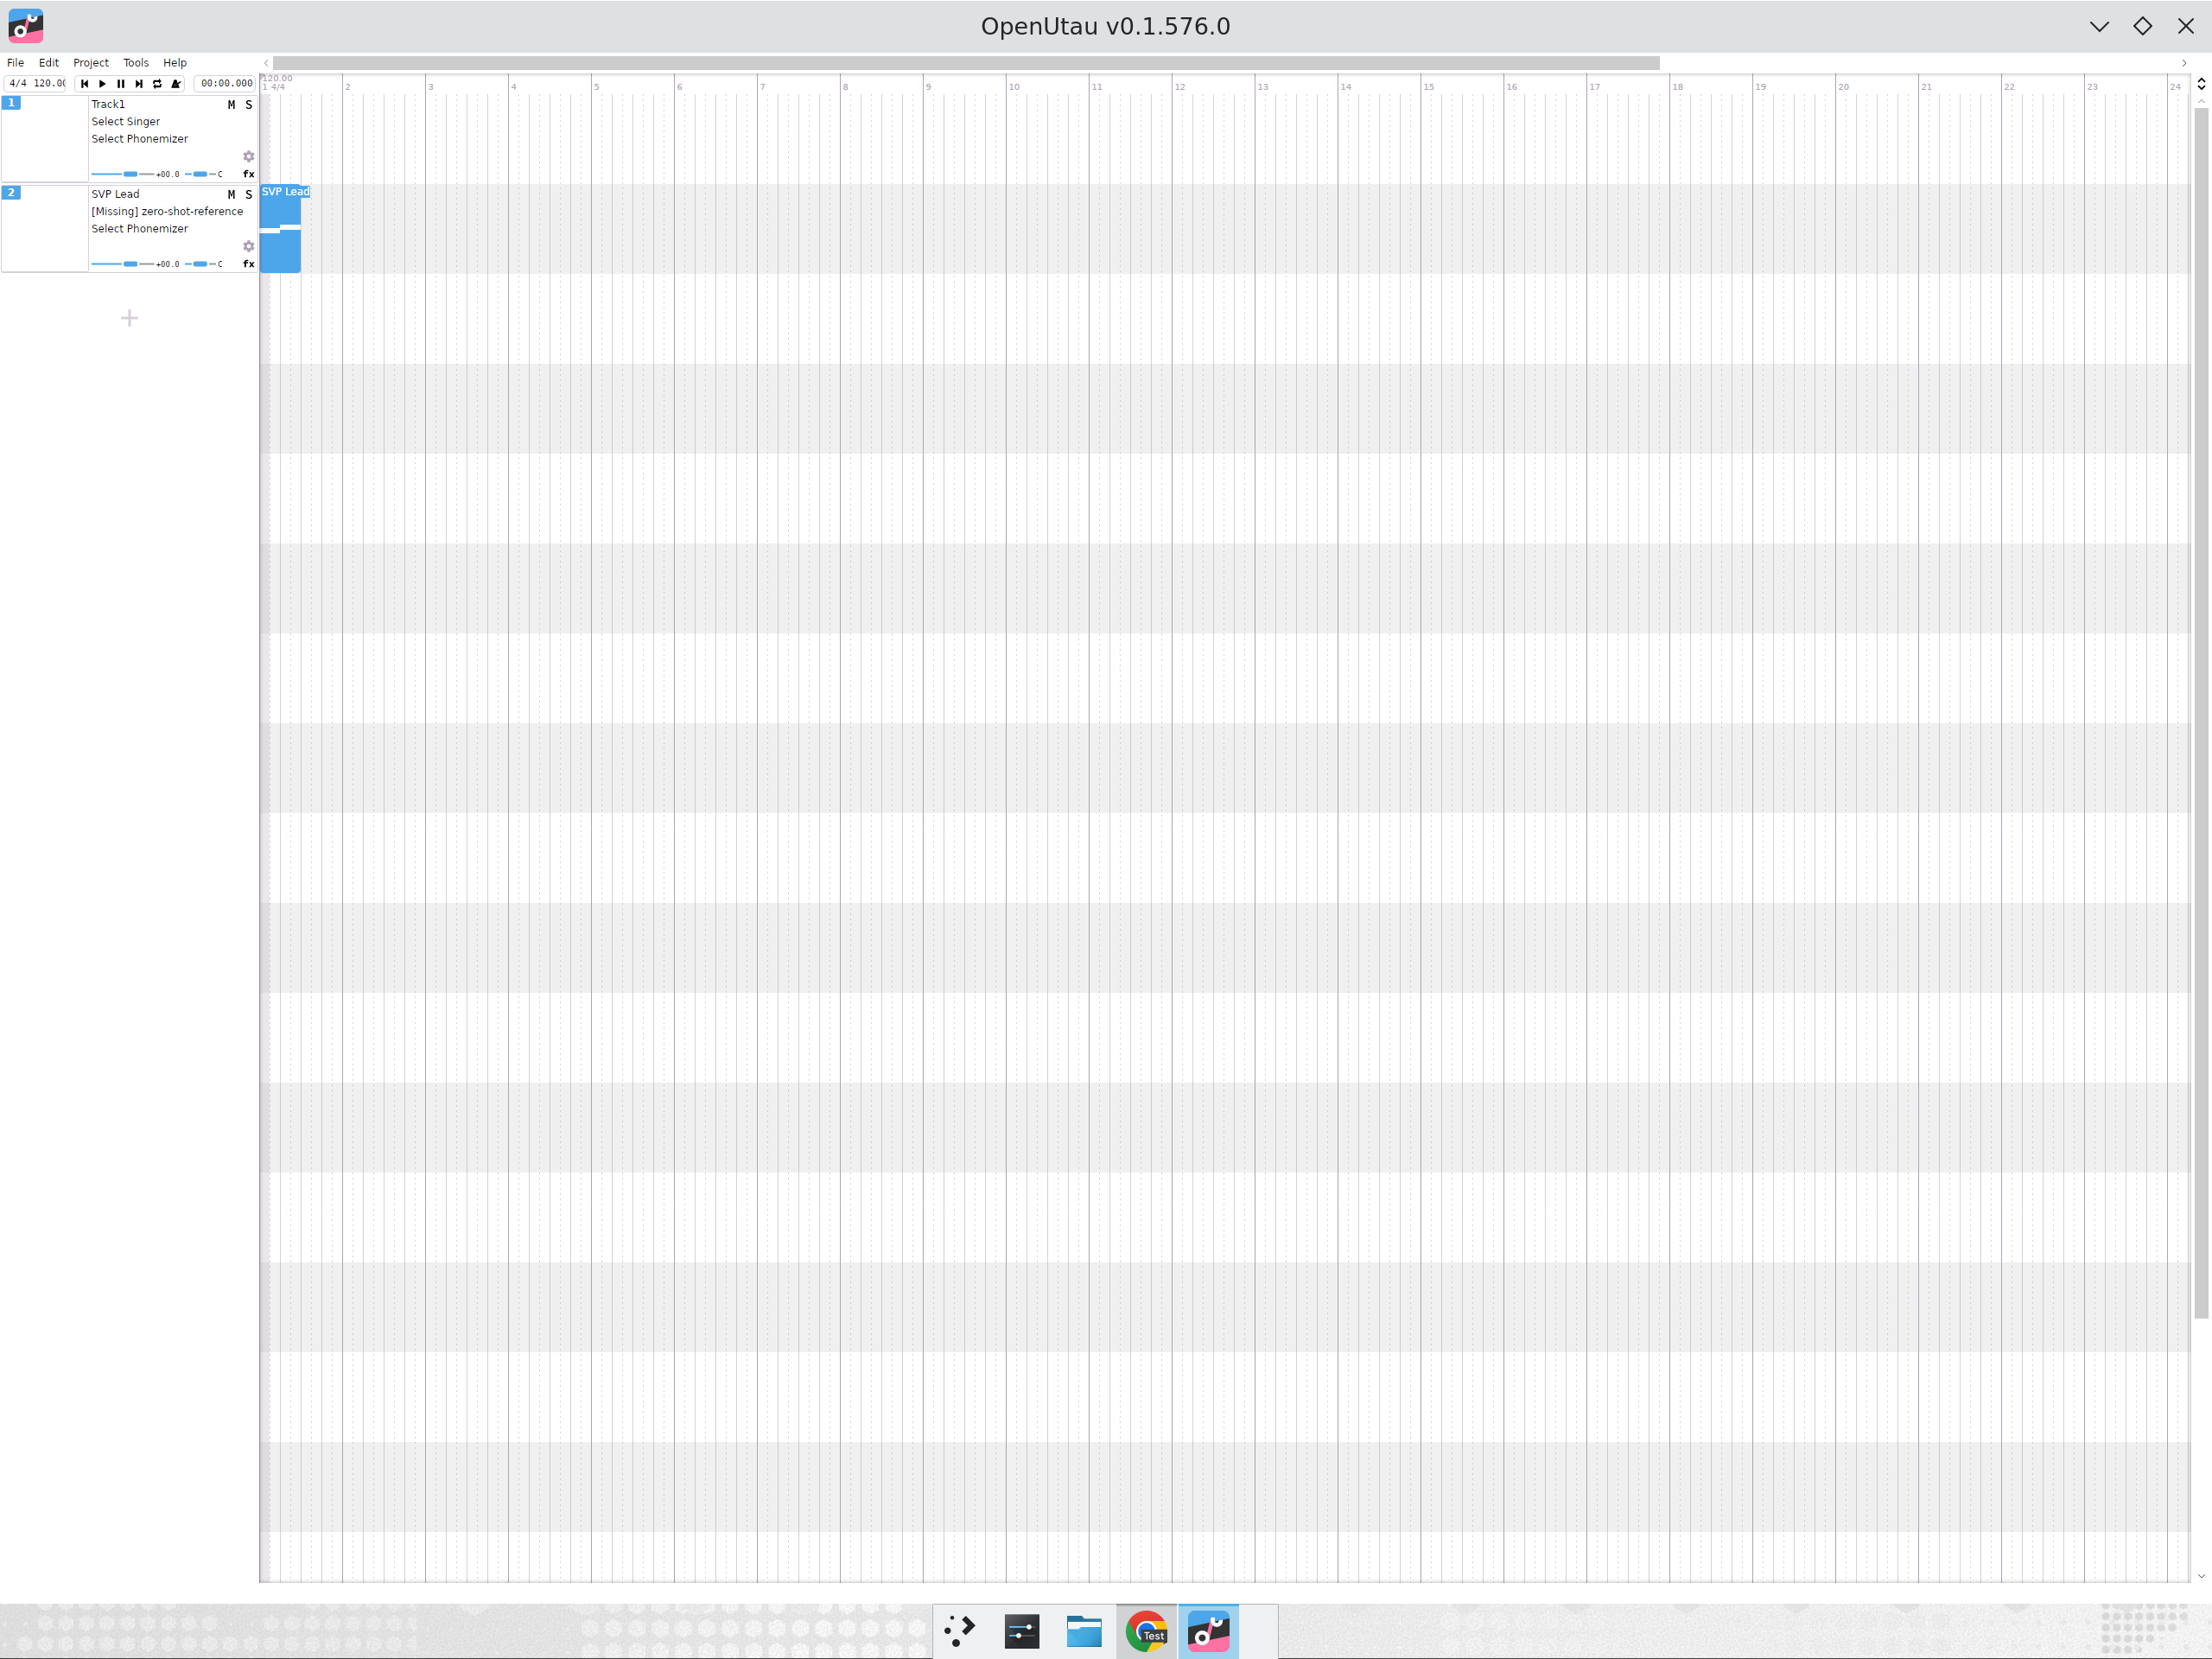 OpenUtau v0.1.576.0
File Edit Project Tools Help
4/4 120.00 00:00.000
120.00
1 4/4 2 3 4 5 6 7 8 9 10 11 12 13 14 15 16 17 18 19 20 21 22 23 24
1 Track1 M S
Select Singer
Select Phonemizer
+00.0 C fx
2 SVP Lead M S
[Missing] zero-shot-reference
Select Phonemizer
+00.0 C fx
SVP Lead
Test